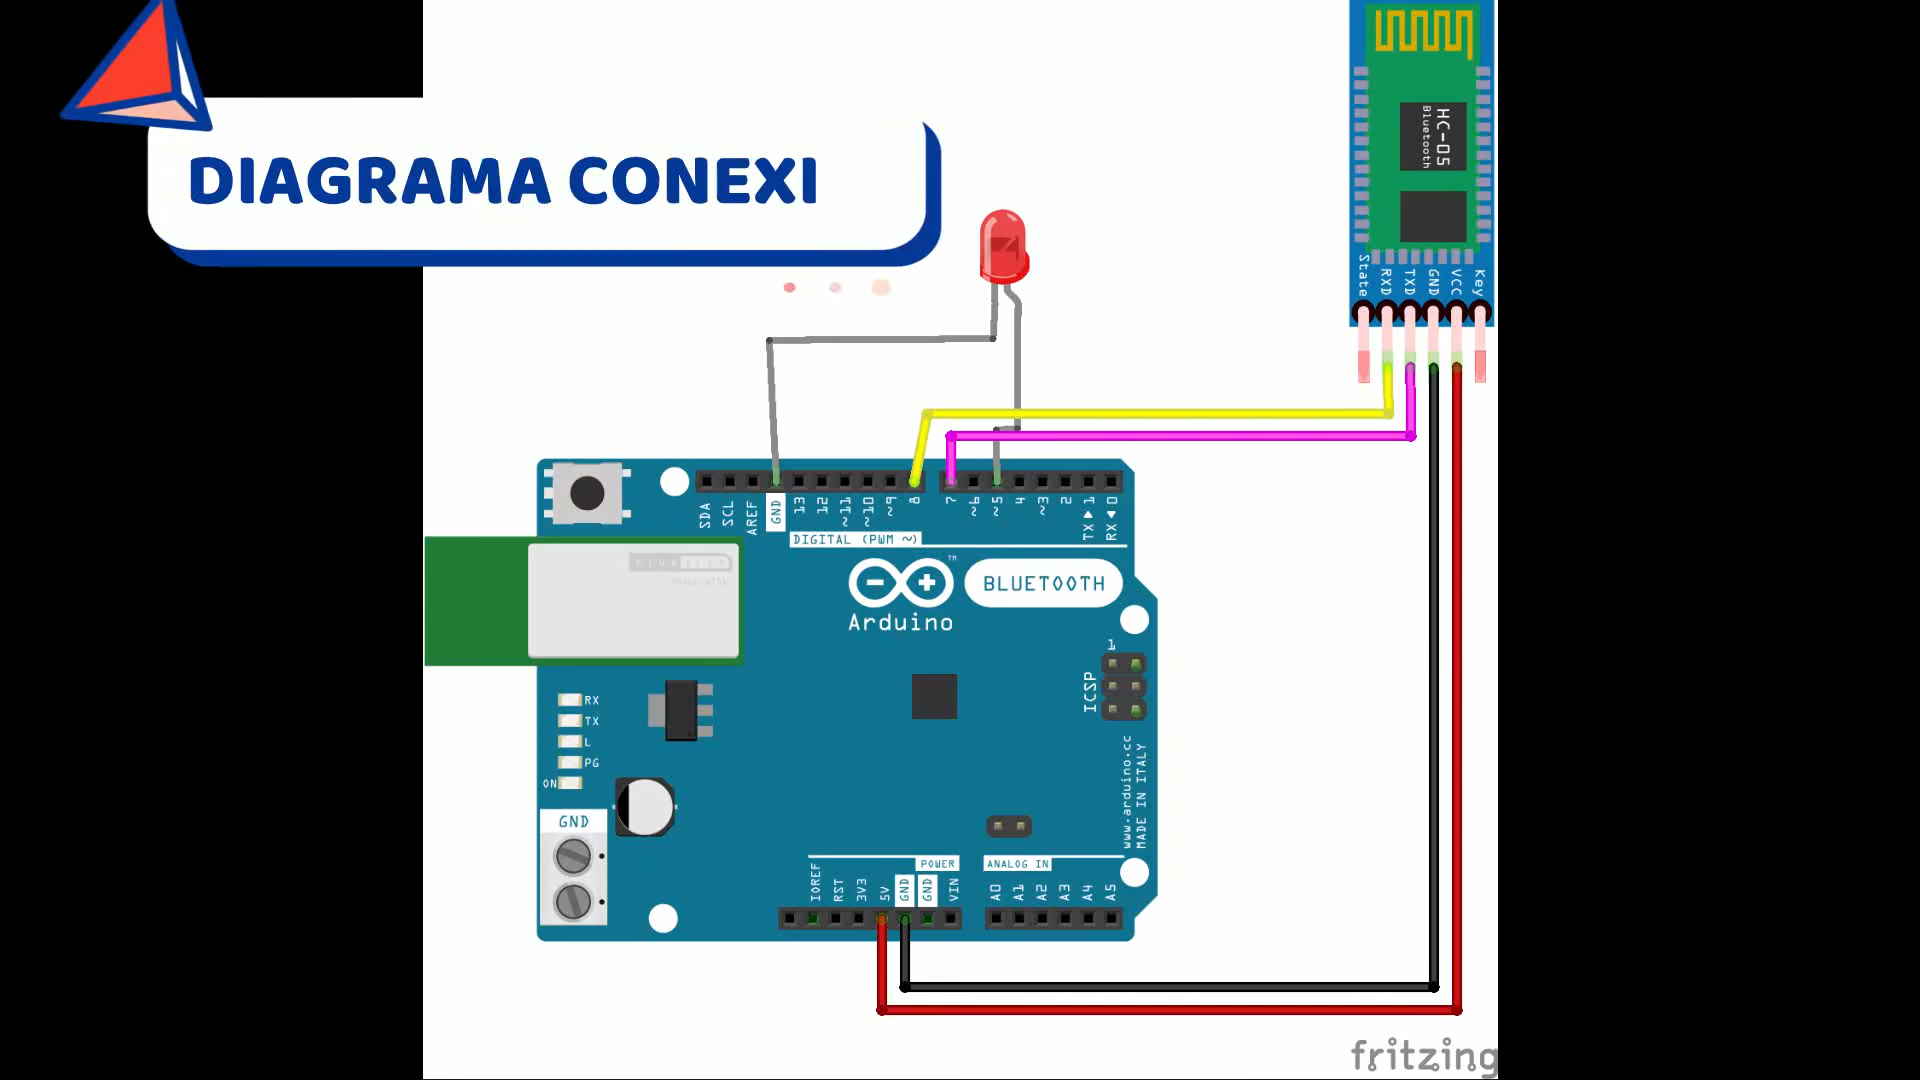 DIAGRAMA CONEXI
HC-05
Bluetooth
State
RXD
TXD
GND
VCC
Key
SDA
SCL
AREF
GND
13
12
~11
~10
~9
8
7
~6
~5
4
~3
2
TX ▶ 1
RX ◀ 0
DIGITAL (PWM ~)
TM
Arduino
BLUETOOTH
1
ICSP
RX
TX
L
PG
ON
GND
www.arduino.cc
MADE IN ITALY
POWER
ANALOG IN
IOREF
RST
3V3
5V
GND
GND
VIN
A0
A1
A2
A3
A4
A5
fritzing